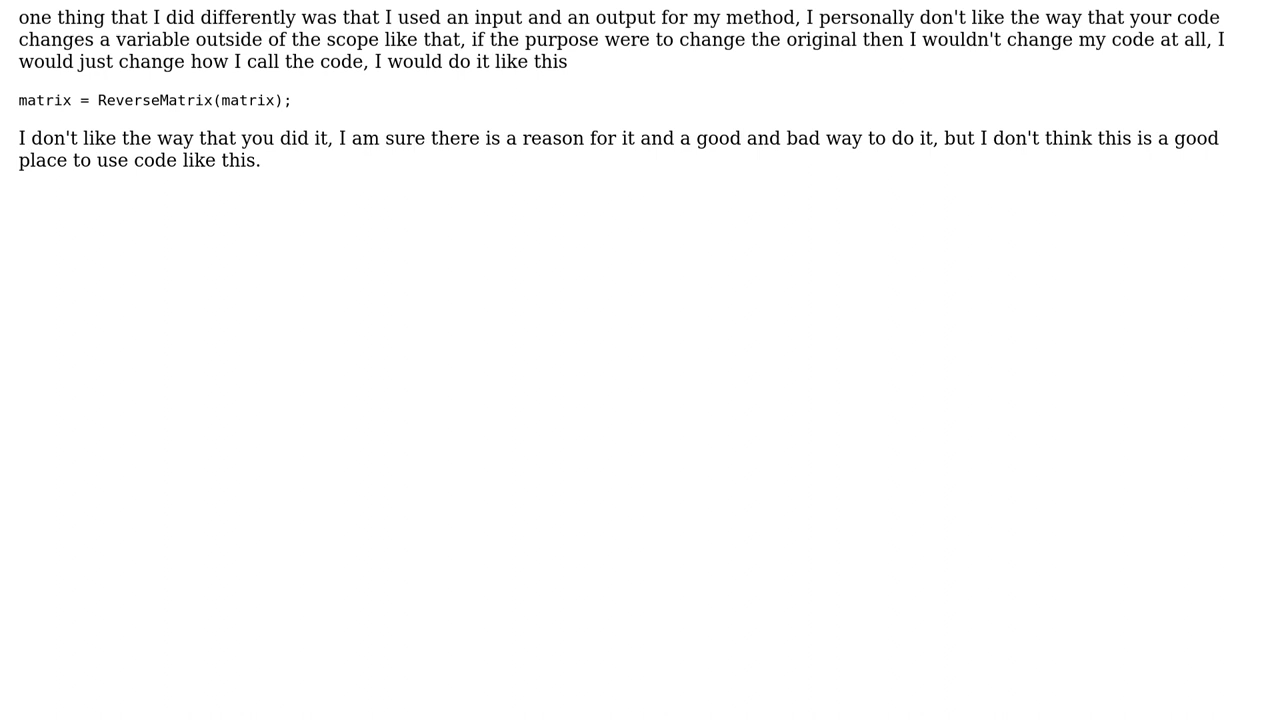 one thing that I did differently was that I used an input and an output for my method, I personally don't like the way that your code
changes a variable outside of the scope like that, if the purpose were to change the original then I wouldn't change my code at all, I
would just change how I call the code, I would do it like this
matrix = ReverseMatrix(matrix);
I don't like the way that you did it, I am sure there is a reason for it and a good and bad way to do it, but I don't think this is a good
place to use code like this.